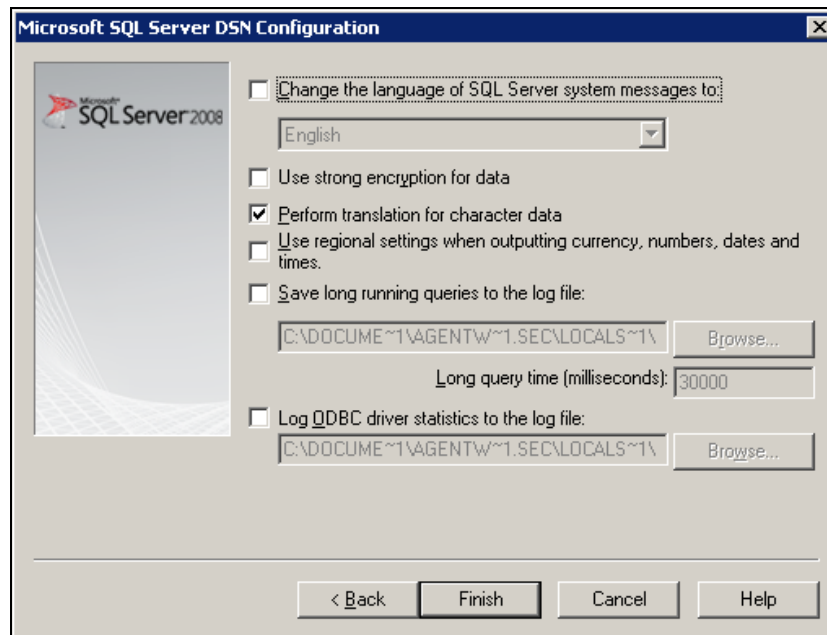 Microsoft SQL Server DSN Configuration
Microsoft
SQL Server 2008
Change the language of SQL Server system messages to:
English
Use strong encryption for data
Perform translation for character data
Use regional settings when outputting currency, numbers, dates and
times.
Save long running queries to the log file:
C:\DOCUME~1\AGENTW~1.SEC\LOCALS~1\
Browse...
Long query time (milliseconds):
30000
Log ODBC driver statistics to the log file:
C:\DOCUME~1\AGENTW~1.SEC\LOCALS~1\
Browse...
< Back
Finish
Cancel
Help